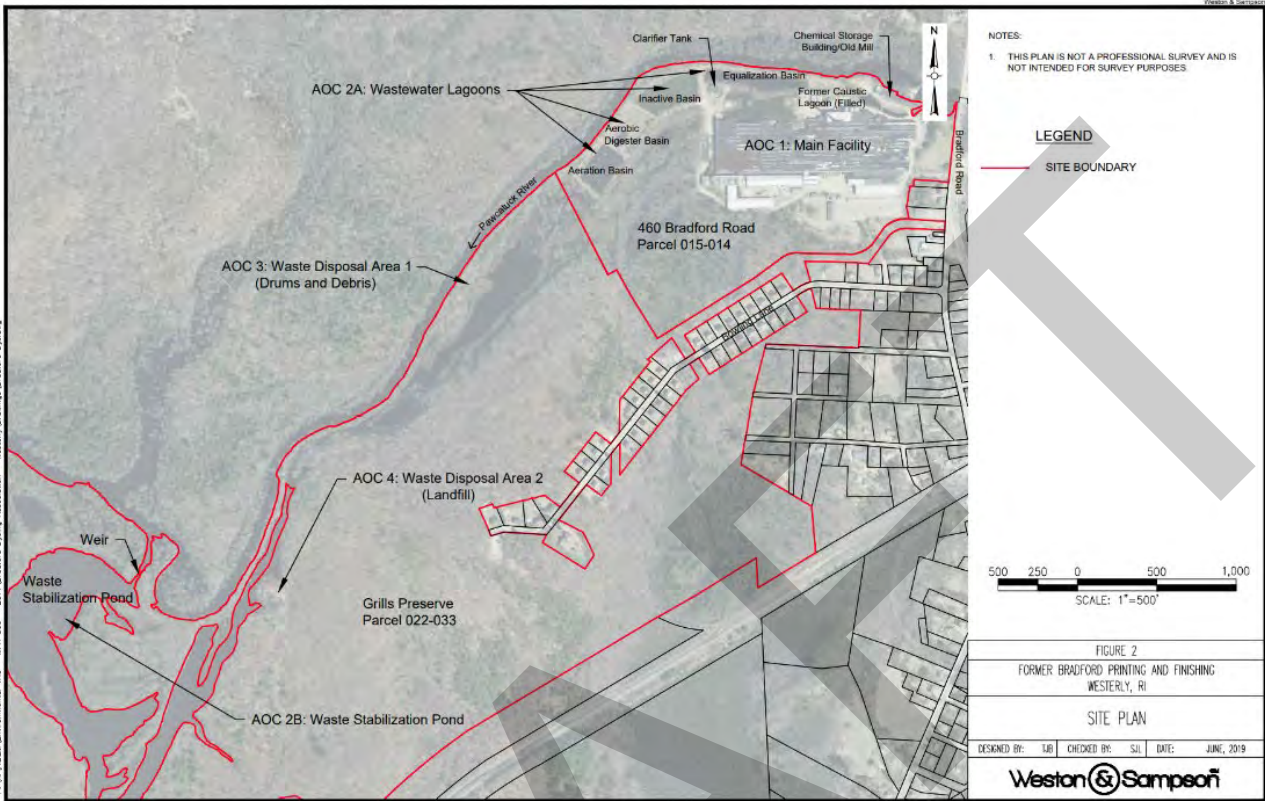 Weston & Sampson
Clarifier Tank
Chemical Storage
Building/Old Mill
N
AOC 2A: Wastewater Lagoons
Equalization Basin
Inactive Basin
Former Caustic
Lagoon (Filled)
Aerobic
Digester Basin
AOC 1: Main Facility
Bradford Road
Aeration Basin
Pawcatuck River
460 Bradford Road
Parcel 015-014
AOC 3: Waste Disposal Area 1
(Drums and Debris)
Bowling Lane
AOC 4: Waste Disposal Area 2
(Landfill)
Weir
Waste
Stabilization Pond
Grills Preserve
Parcel 022-033
AOC 2B: Waste Stabilization Pond
NOTES:
1. THIS PLAN IS NOT A PROFESSIONAL SURVEY AND IS
NOT INTENDED FOR SURVEY PURPOSES.
LEGEND
SITE BOUNDARY
500 250 0 500 1,000
SCALE: 1"=500'
FIGURE 2
FORMER BRADFORD PRINTING AND FINISHING
WESTERLY, RI
SITE PLAN
DESIGNED BY: TJB CHECKED BY: SJL DATE: JUNE, 2019
Weston & Sampson